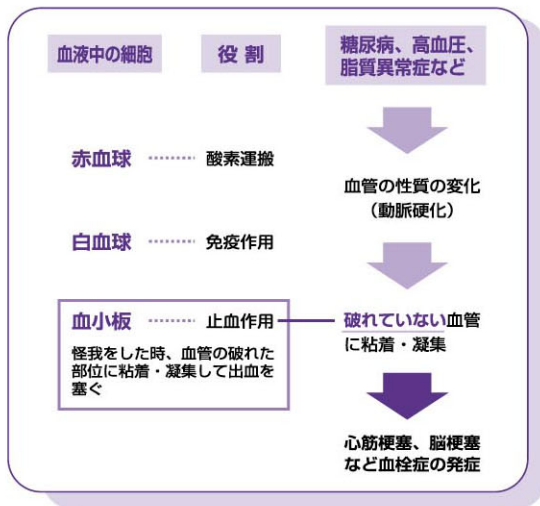 血液中の細胞
役割
赤血球 ········ 酸素運搬
白血球 ········ 免疫作用
血小板 ········ 止血作用
怪我をした時、血管の破れた
部位に粘着・凝集して出血を
塞ぐ
糖尿病、高血圧、
脂質異常症など
血管の性質の変化
（動脈硬化）
破れていない血管
に粘着・凝集
心筋梗塞、脳梗塞
など血栓症の発症